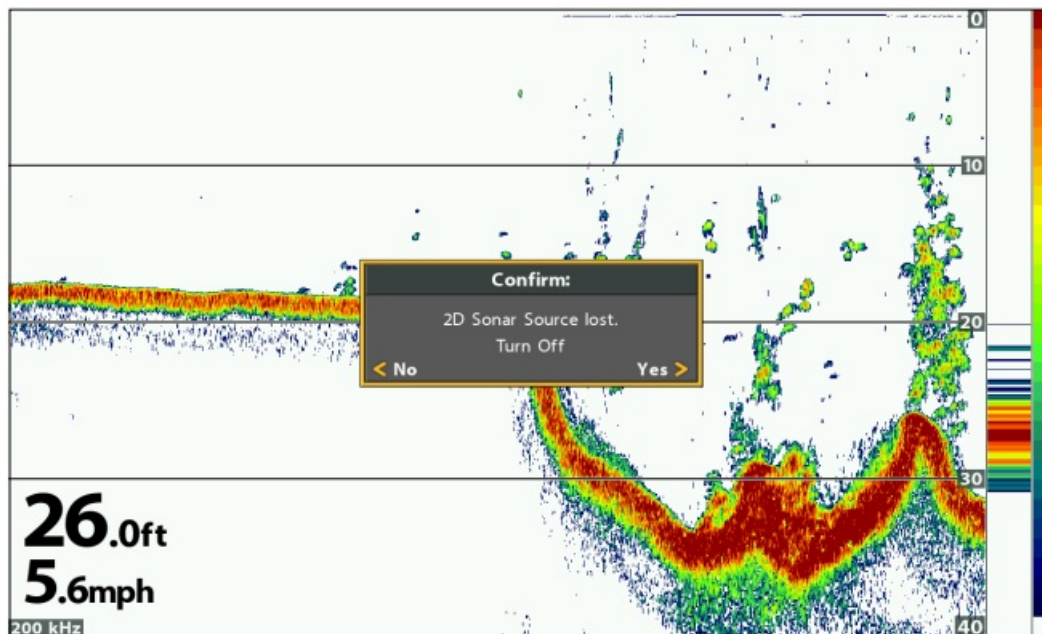 0
10
Confirm:
2D Sonar Source lost.
Turn Off
< No Yes >
20
30
26.0ft
5.6mph
200 kHz
40